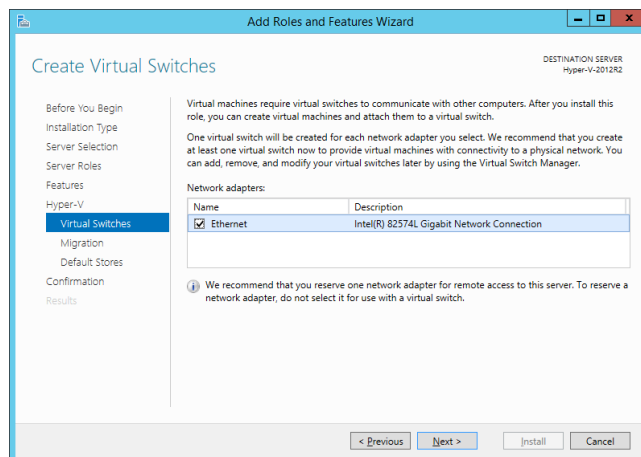 Add Roles and Features Wizard
Create Virtual Switches
DESTINATION SERVER
Hyper-V-2012R2
Before You Begin
Installation Type
Server Selection
Server Roles
Features
Hyper-V
Virtual Switches
Migration
Default Stores
Confirmation
Results
Virtual machines require virtual switches to communicate with other computers. After you install this
role, you can create virtual machines and attach them to a virtual switch.
One virtual switch will be created for each network adapter you select. We recommend that you create
at least one virtual switch now to provide virtual machines with connectivity to a physical network. You
can add, remove, and modify your virtual switches later by using the Virtual Switch Manager.
Network adapters:
Name Description
Ethernet Intel(R) 82574L Gigabit Network Connection
We recommend that you reserve one network adapter for remote access to this server. To reserve a
network adapter, do not select it for use with a virtual switch.
< Previous Next > Install Cancel